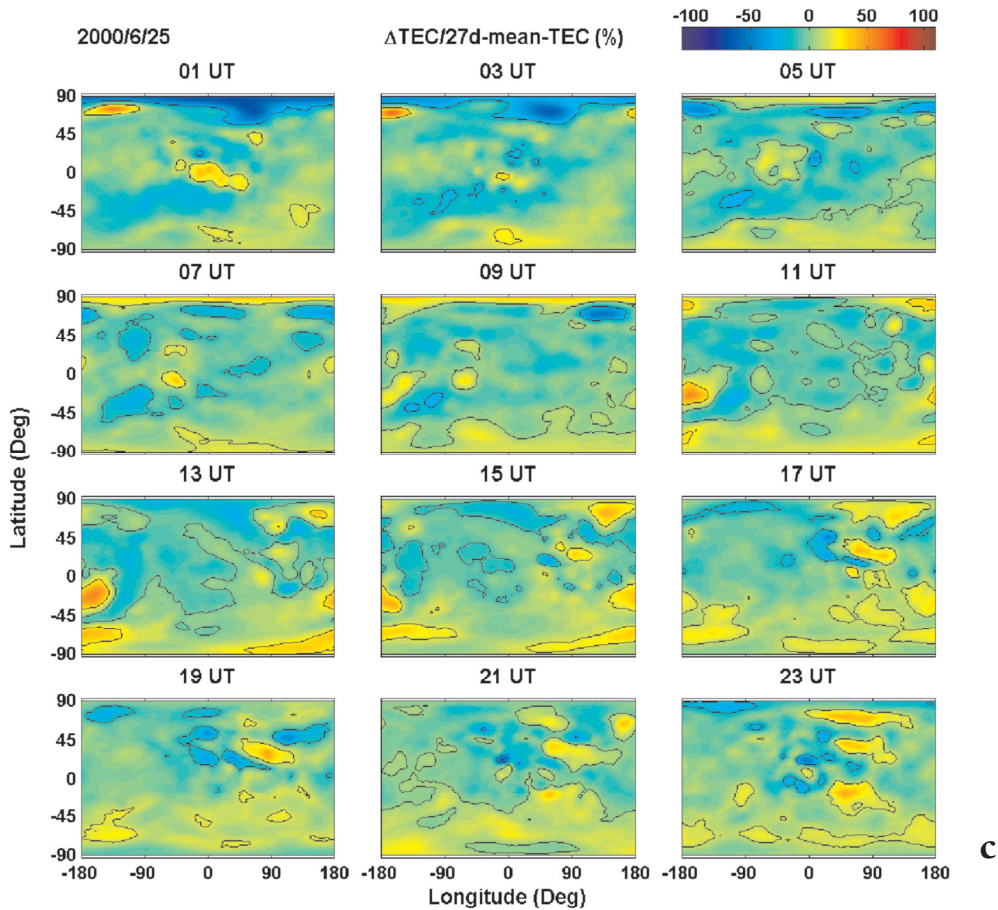 2000/6/25 ΔTEC/27d-mean-TEC (%)
-100 -50 0 50 100
01 UT 03 UT 05 UT
90
45
0
-45
-90
07 UT 09 UT 11 UT
90
45
0
-45
-90
Latitude (Deg)
13 UT 15 UT 17 UT
90
45
0
-45
-90
19 UT 21 UT 23 UT
90
45
0
-45
-90
-180 -90 0 90 180 -180 -90 0 90 180 -180 -90 0 90 180
Longitude (Deg)
c